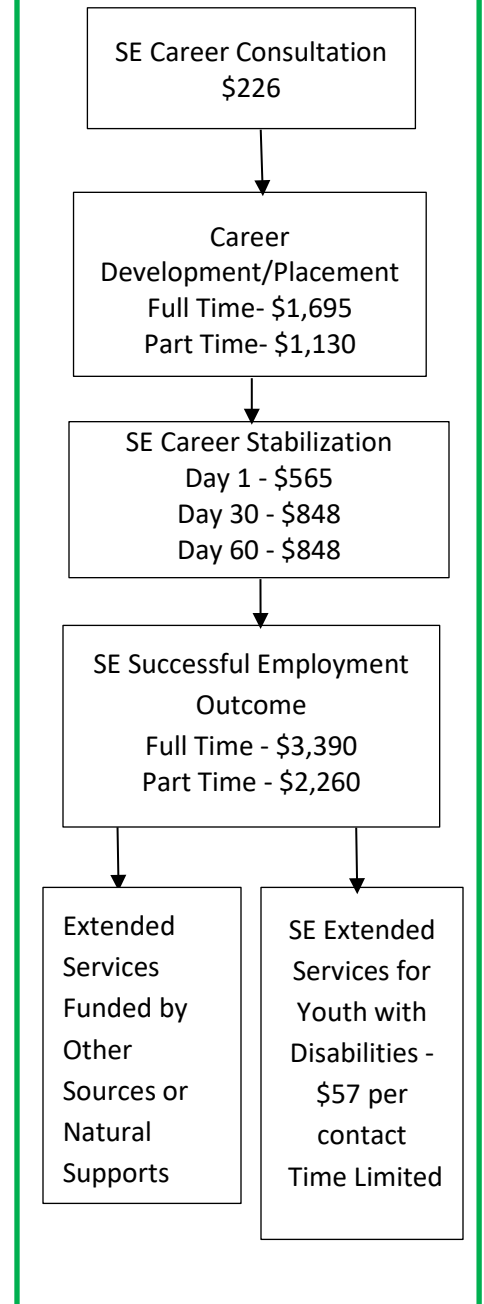 SE Career Consultation
$226
Career
Development/Placement
Full Time- $1,695
Part Time- $1,130
SE Career Stabilization
Day 1 - $565
Day 30 - $848
Day 60 - $848
SE Successful Employment
Outcome
Full Time - $3,390
Part Time - $2,260
Extended
Services
Funded by
Other
Sources or
Natural
Supports
SE Extended
Services for
Youth with
Disabilities -
$57 per
contact
Time Limited